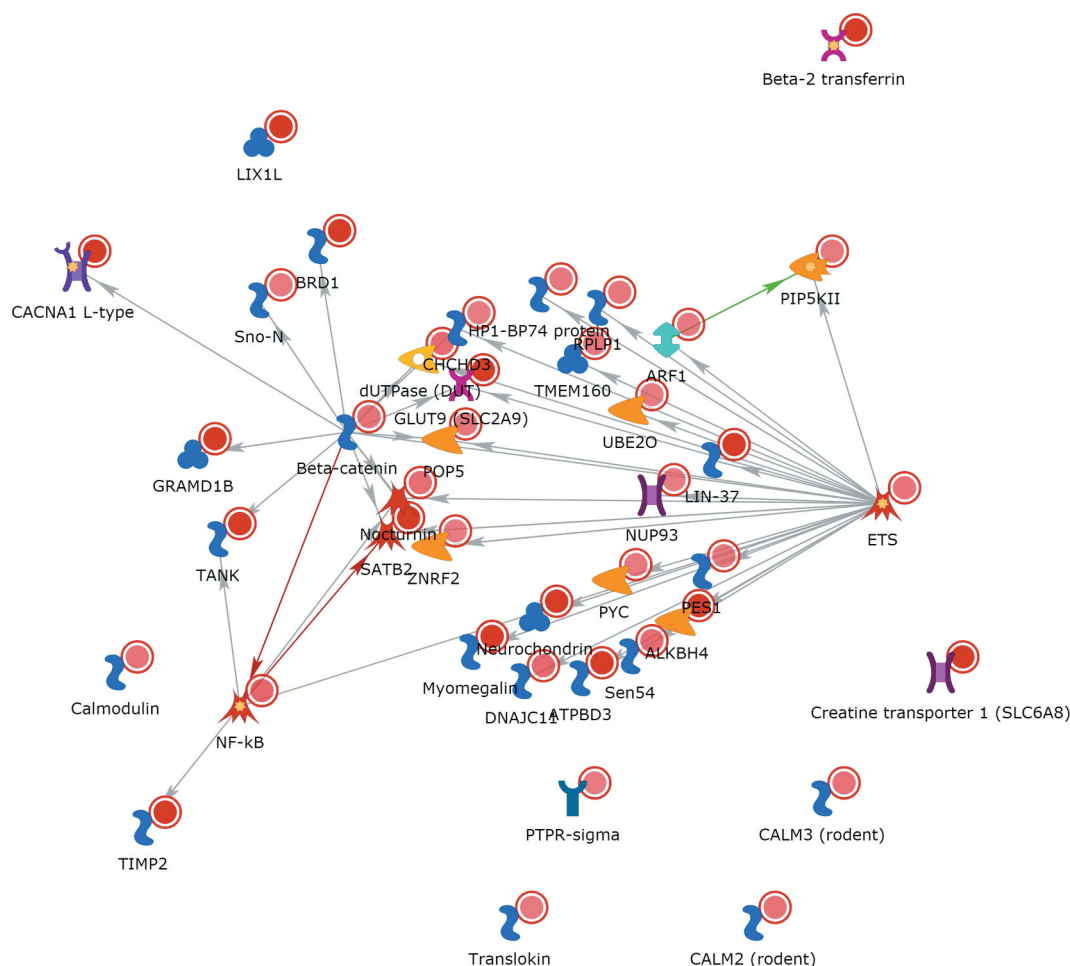 Beta-2 transferrin
LIX1L
CACNA1 L-type
BRD1
Sno-N
PIP5KII
HP1-BP74 protein
RPLP1
CHCHD3
ARF1
dUTPase (DUT)
TMEM160
GLUT9 (SLC2A9)
UBE2O
Beta-catenin
POP5
GRAMD1B
LIN-37
NUP93
Nocturnin
ETS
SATB2
TANK
ZNRF2
PYC
PES1
Neurochondrin
ALKBH4
Myomegalin
Sen54
Calmodulin
DNAJC11
ATPBD3
Creatine transporter 1 (SLC6A8)
NF-kB
PTPR-sigma
CALM3 (rodent)
TIMP2
Translokin
CALM2 (rodent)